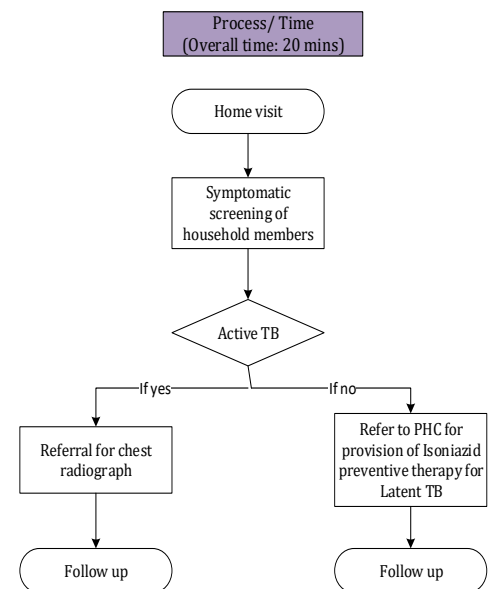 Process/ Time
(Overall time: 20 mins)
Home visit
Symptomatic
screening of
household members
Active TB
If yes
If no
Referral for chest
radiograph
Refer to PHC for
provision of Isoniazid
preventive therapy for
Latent TB
Follow up
Follow up